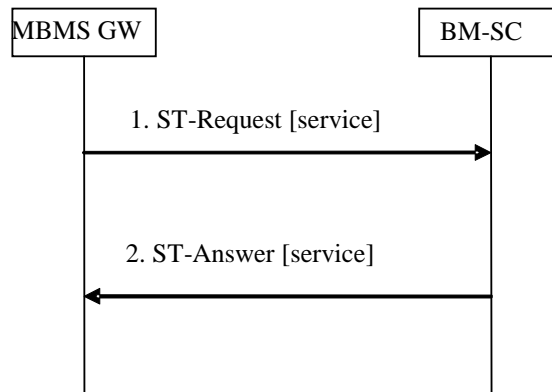 MBMS GW
BM-SC
1. ST-Request [service]
2. ST-Answer [service]